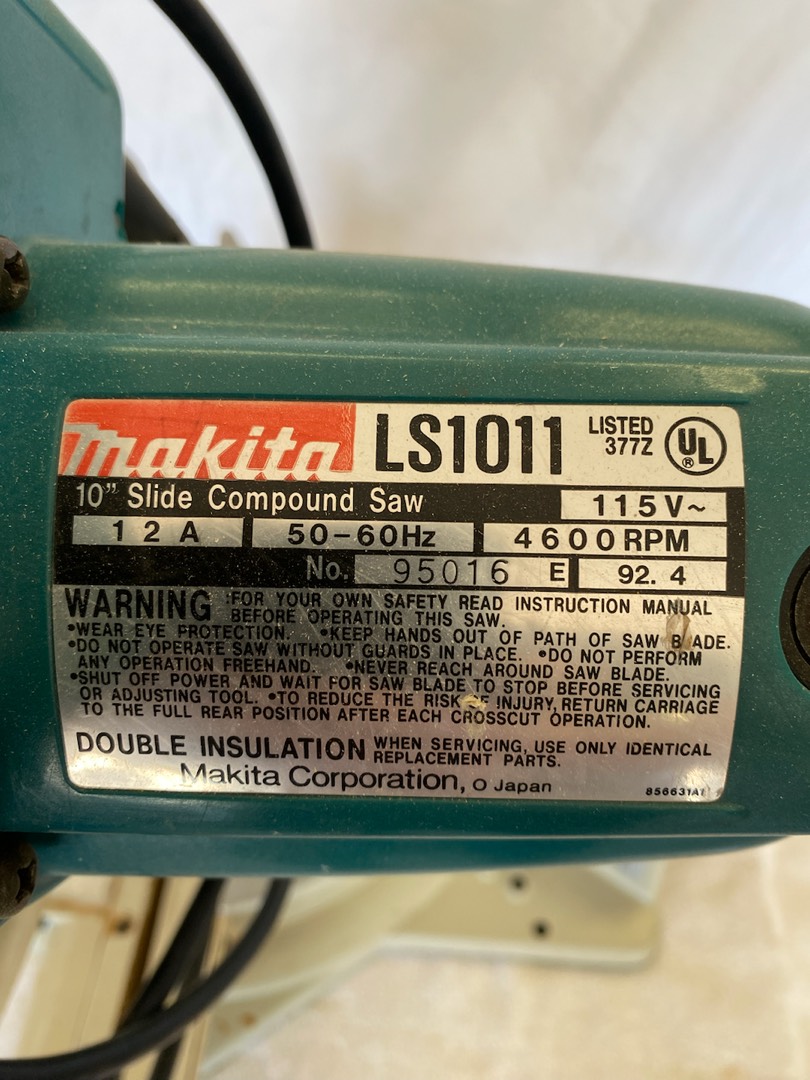 makita LS1011 LISTED 377Z UL ®
10" Slide Compound Saw 115V~
12A 50-60Hz 4600RPM
No. 95016 E 92.4
WARNING :FOR YOUR OWN SAFETY READ INSTRUCTION MANUAL
BEFORE OPERATING THIS SAW.
•WEAR EYE PROTECTION. •KEEP HANDS OUT OF PATH OF SAW BLADE.
•DO NOT OPERATE SAW WITHOUT GUARDS IN PLACE. •DO NOT PERFORM
ANY OPERATION FREEHAND. •NEVER REACH AROUND SAW BLADE.
•SHUT OFF POWER AND WAIT FOR SAW BLADE TO STOP BEFORE SERVICING
OR ADJUSTING TOOL. •TO REDUCE THE RISK OF INJURY, RETURN CARRIAGE
TO THE FULL REAR POSITION AFTER EACH CROSSCUT OPERATION.
DOUBLE INSULATION WHEN SERVICING, USE ONLY IDENTICAL
REPLACEMENT PARTS.
Makita Corporation, O Japan